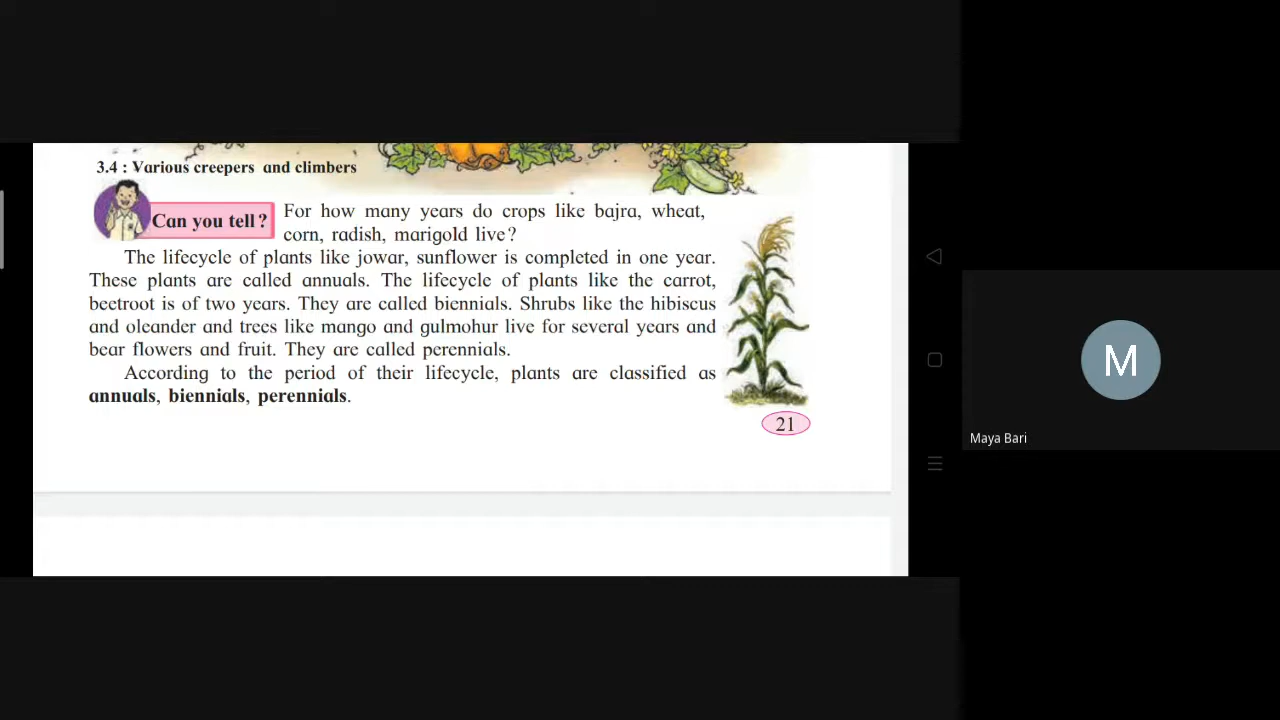 3.4 : Various creepers and climbers
Can you tell ?
For how many years do crops like bajra, wheat,
corn, radish, marigold live ?
The lifecycle of plants like jowar, sunflower is completed in one year.
These plants are called annuals. The lifecycle of plants like the carrot,
beetroot is of two years. They are called biennials. Shrubs like the hibiscus
and oleander and trees like mango and gulmohur live for several years and
bear flowers and fruit. They are called perennials.
According to the period of their lifecycle, plants are classified as
annuals, biennials, perennials.
21
M
Maya Bari